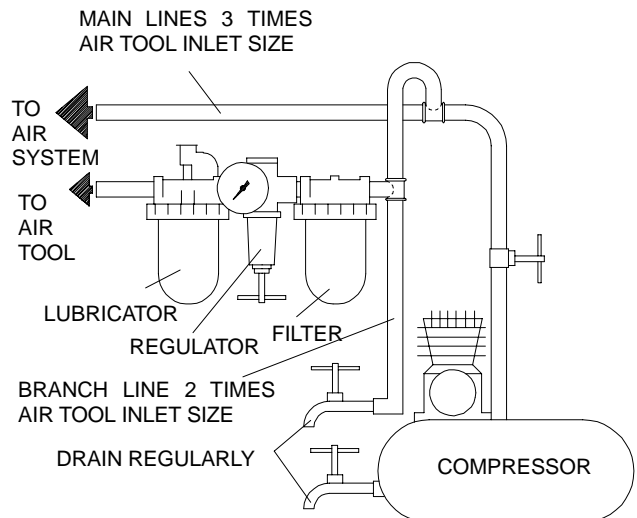 MAIN LINES 3 TIMES
AIR TOOL INLET SIZE
TO
AIR
SYSTEM
TO
AIR
TOOL
LUBRICATOR
REGULATOR
FILTER
BRANCH LINE 2 TIMES
AIR TOOL INLET SIZE
DRAIN REGULARLY
COMPRESSOR